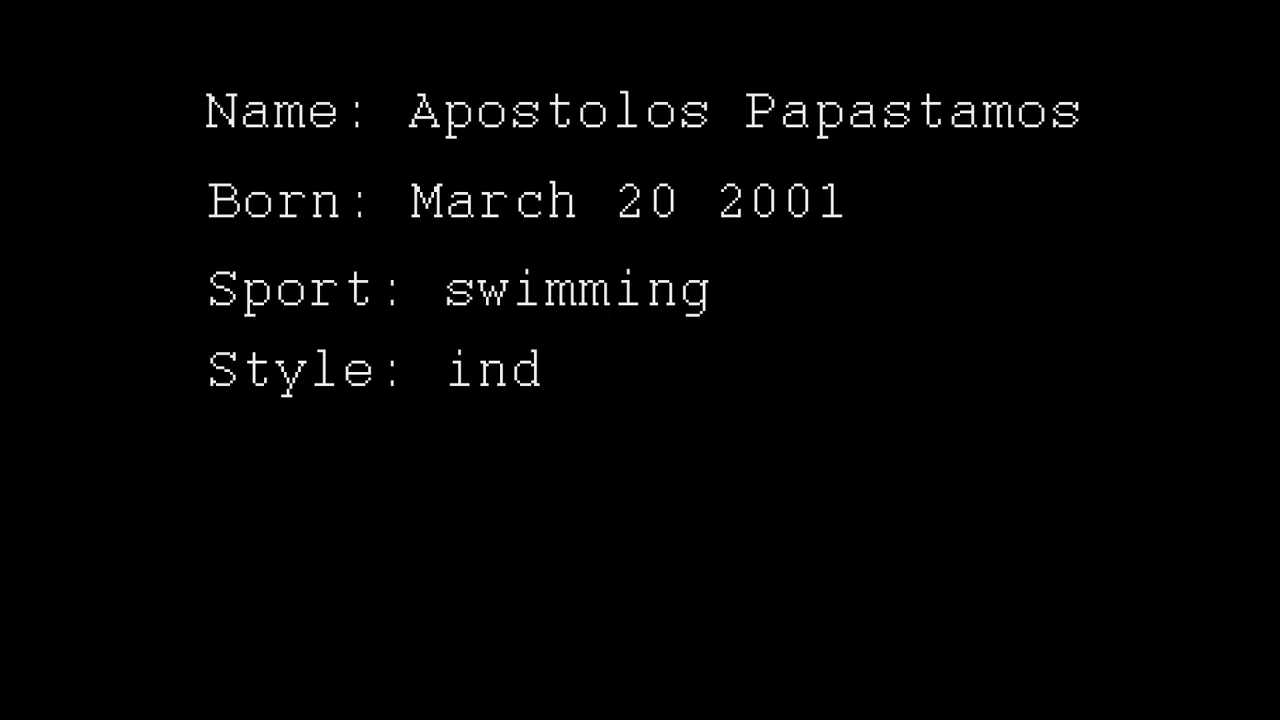 Name: Apostolos Papastamos
Born: March 20 2001
Sport: swimming
Style: ind